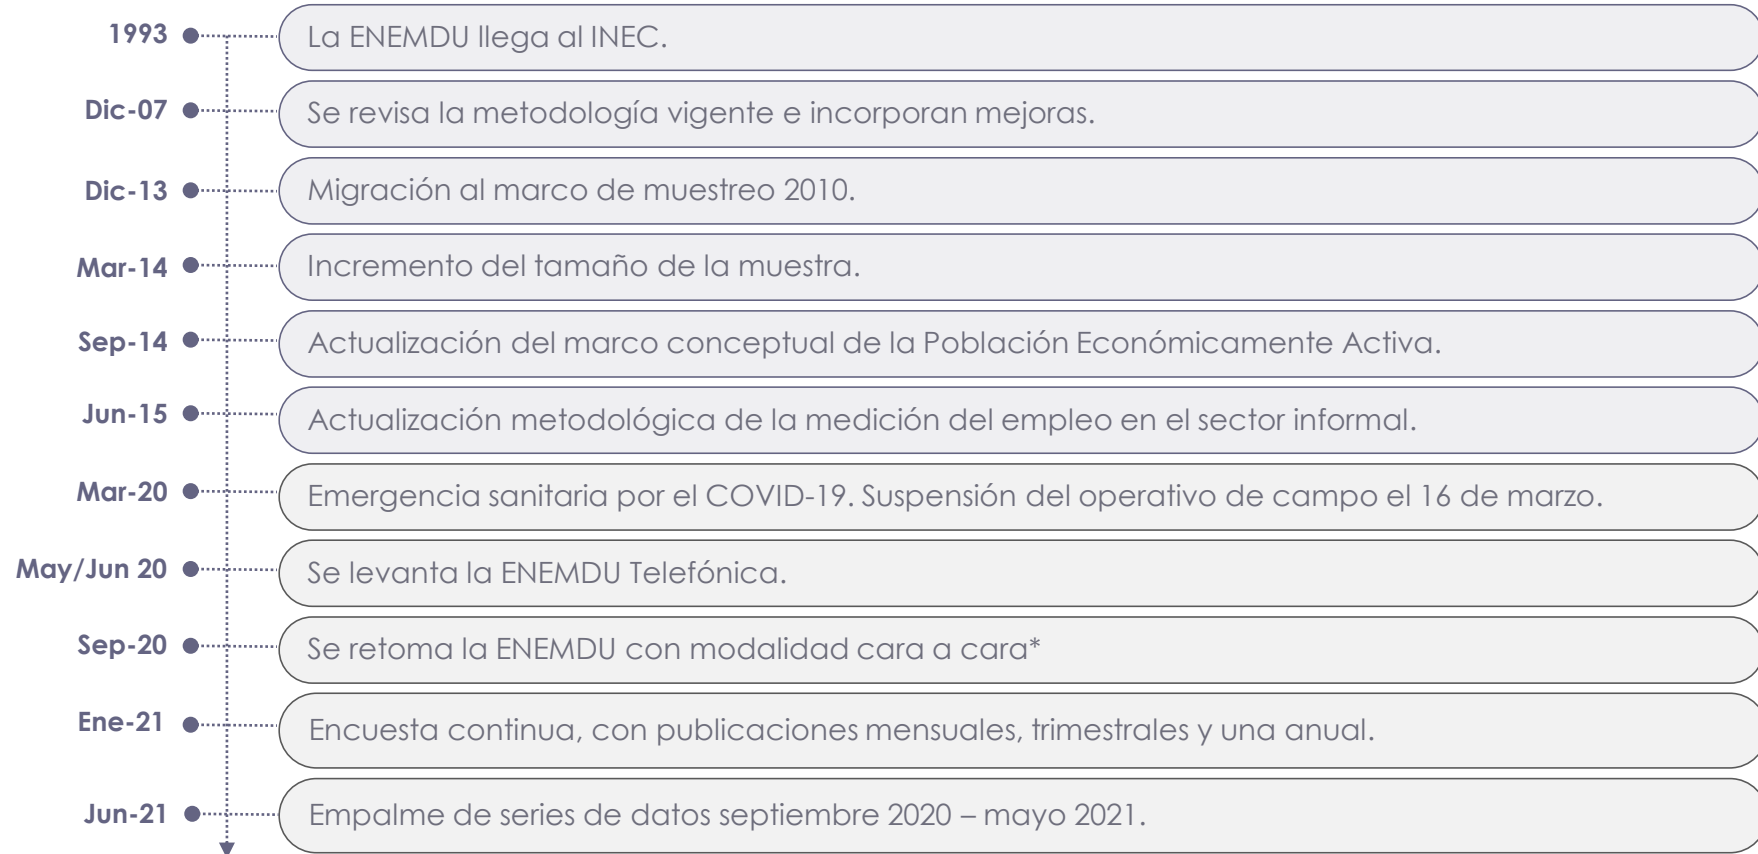 1993 La ENEMDU llega al INEC.
Dic-07 Se revisa la metodología vigente e incorporan mejoras.
Dic-13 Migración al marco de muestreo 2010.
Mar-14 Incremento del tamaño de la muestra.
Sep-14 Actualización del marco conceptual de la Población Económicamente Activa.
Jun-15 Actualización metodológica de la medición del empleo en el sector informal.
Mar-20 Emergencia sanitaria por el COVID-19. Suspensión del operativo de campo el 16 de marzo.
May/Jun 20 Se levanta la ENEMDU Telefónica.
Sep-20 Se retoma la ENEMDU con modalidad cara a cara*
Ene-21 Encuesta continua, con publicaciones mensuales, trimestrales y una anual.
Jun-21 Empalme de series de datos septiembre 2020 – mayo 2021.